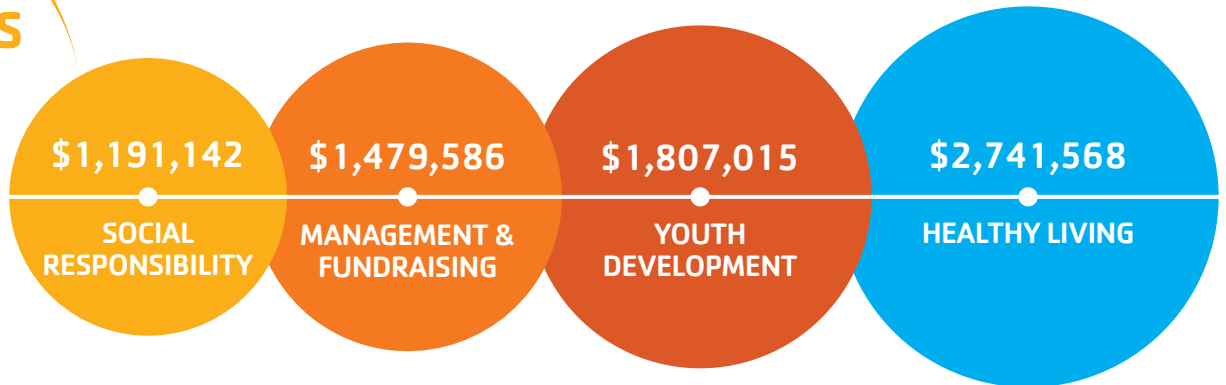 S
$1,191,142
SOCIAL
RESPONSIBILITY
$1,479,586
MANAGEMENT &
FUNDRAISING
$1,807,015
YOUTH
DEVELOPMENT
$2,741,568
HEALTHY LIVING